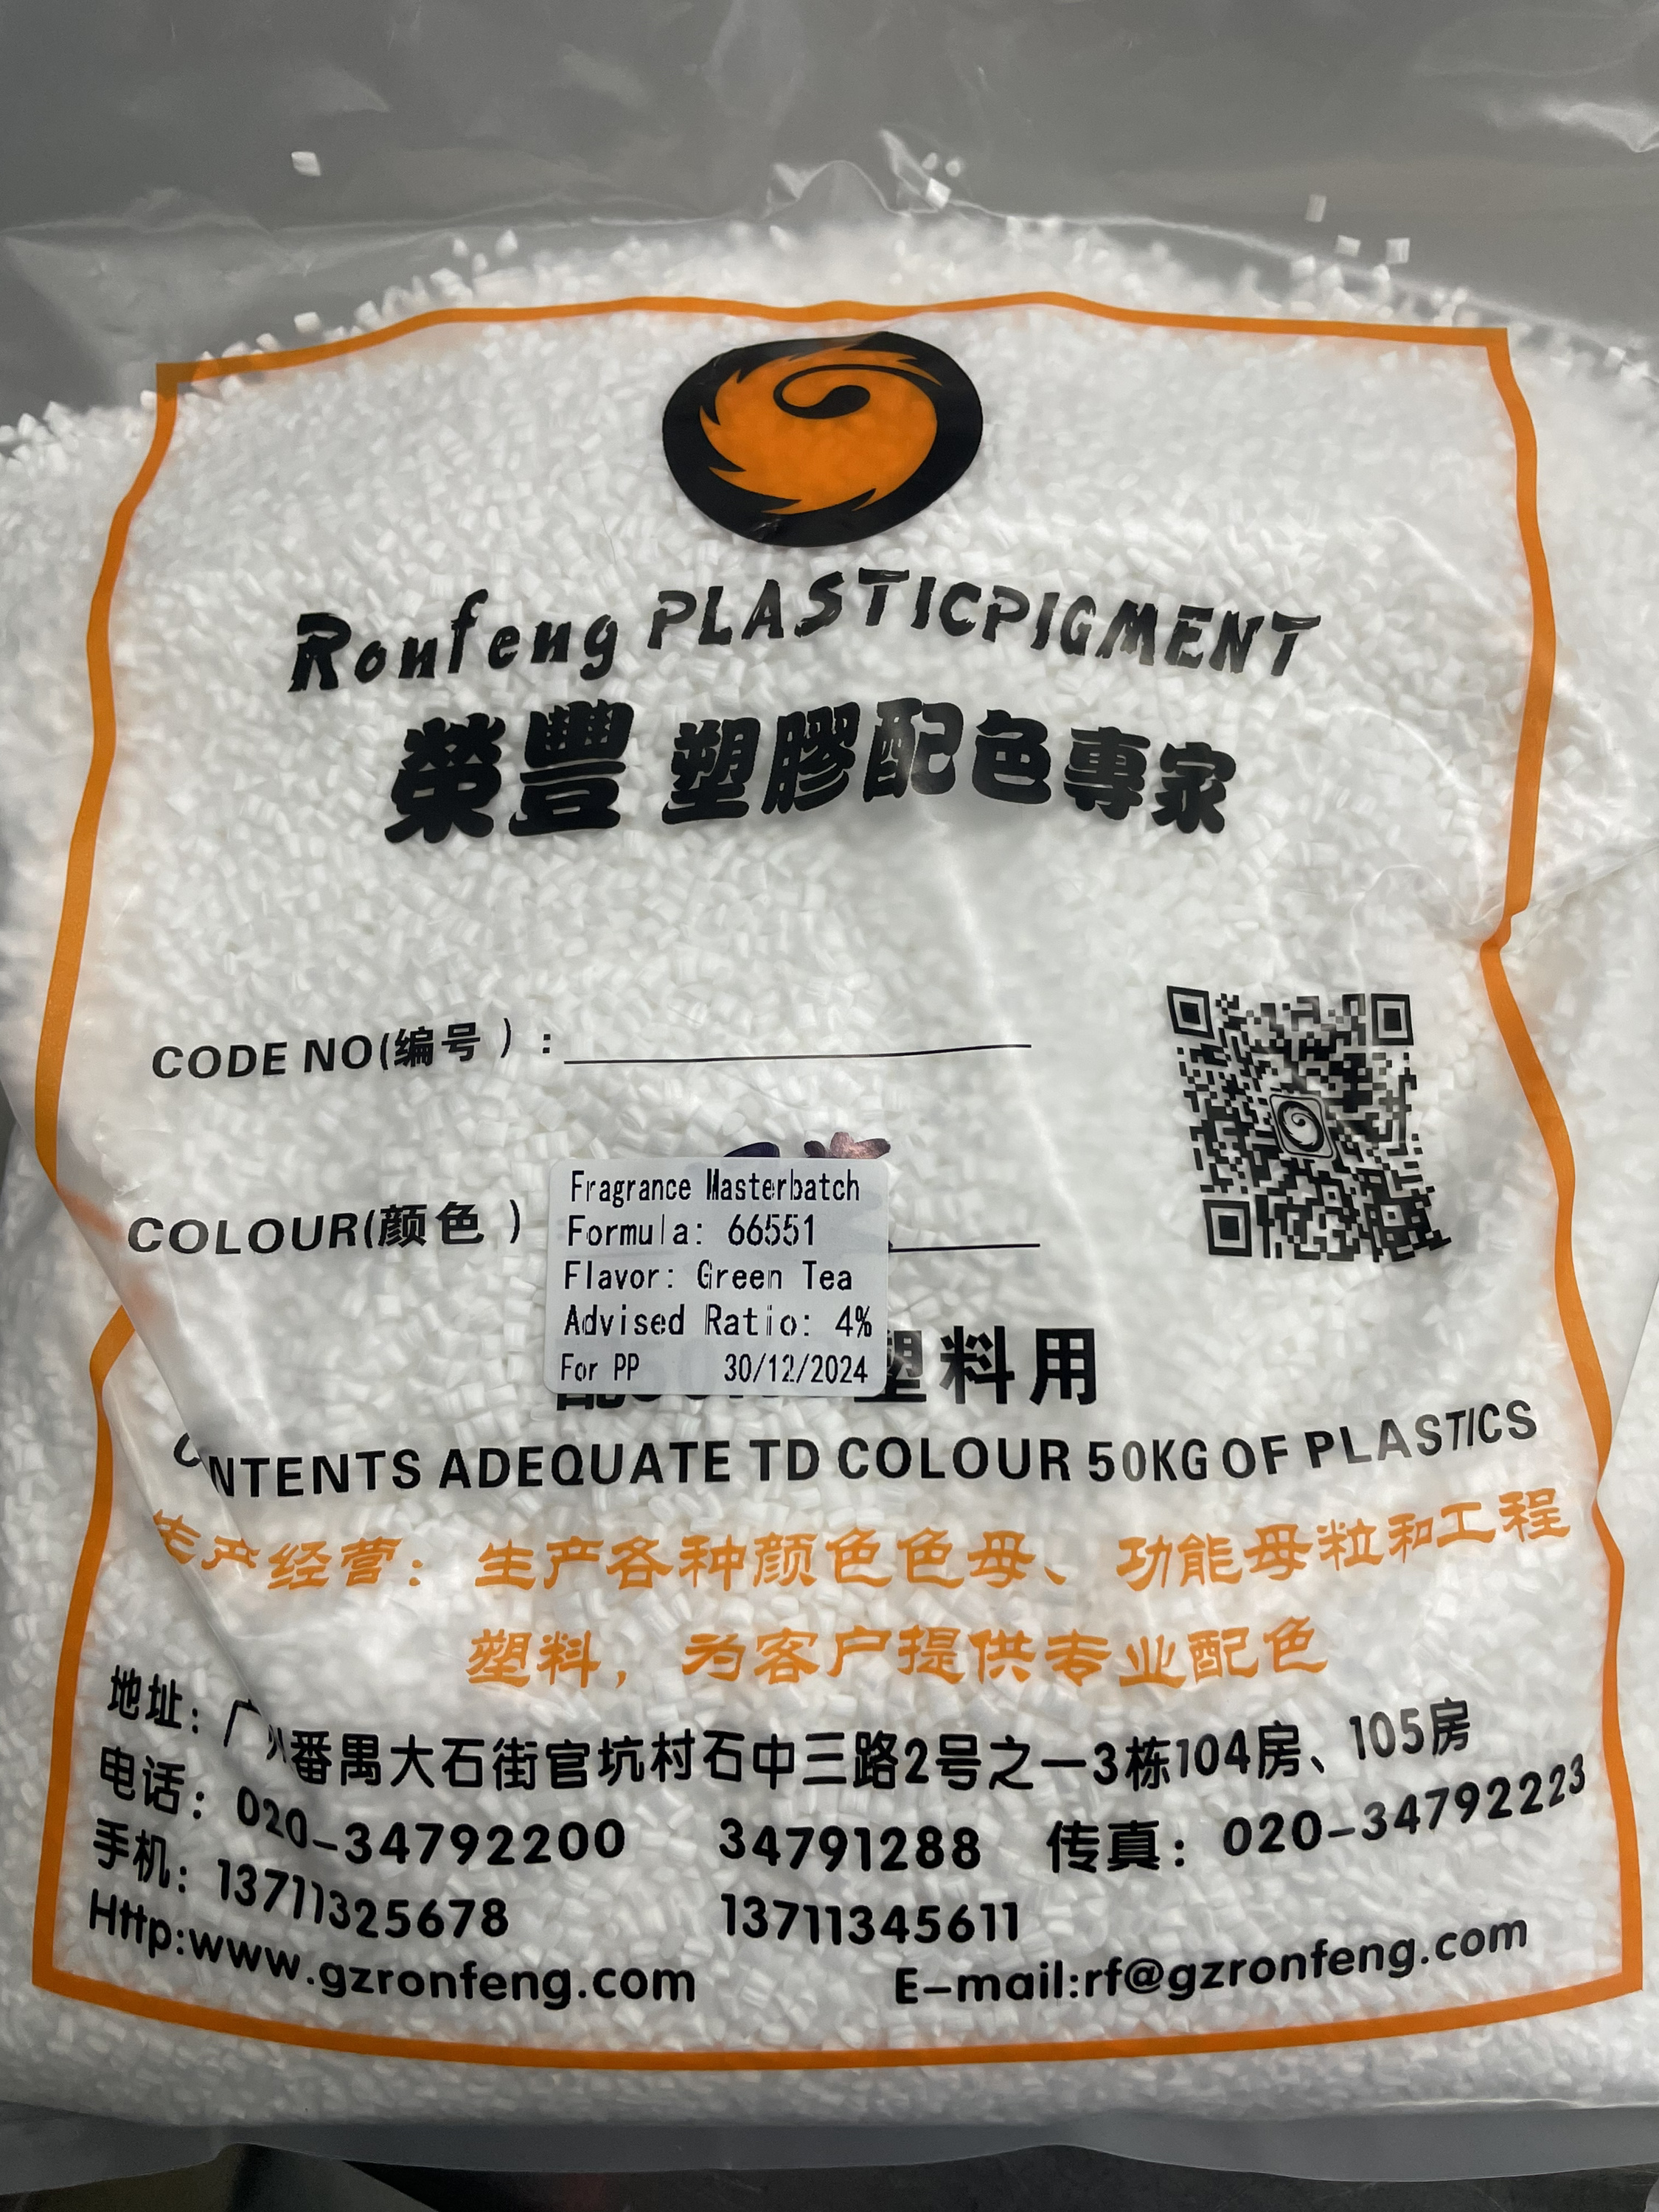 Ronfeng PLASTICPIGMENT
榮豐 塑膠配色專家
CODE NO(编号）:
COLOUR(颜色）
Fragrance Masterbatch
Formula: 66551
Flavor: Green Tea
Advised Ratio: 4%
For PP 30/12/2024
塑料用
ADEQUATE TD COLOUR 50KG OF PLASTICS
生产经营：生产各种颜色色母、功能母粒和工程
塑料，为客户提供专业配色
地址：广州番禺大石街官坑村石中三路2号之一3栋104房、105房
电话：020-34792200 34791288 传真：020-34792223
手机：13711325678 13711345611
Http:www.gzronfeng.com E-mail:rf@gzronfeng.com